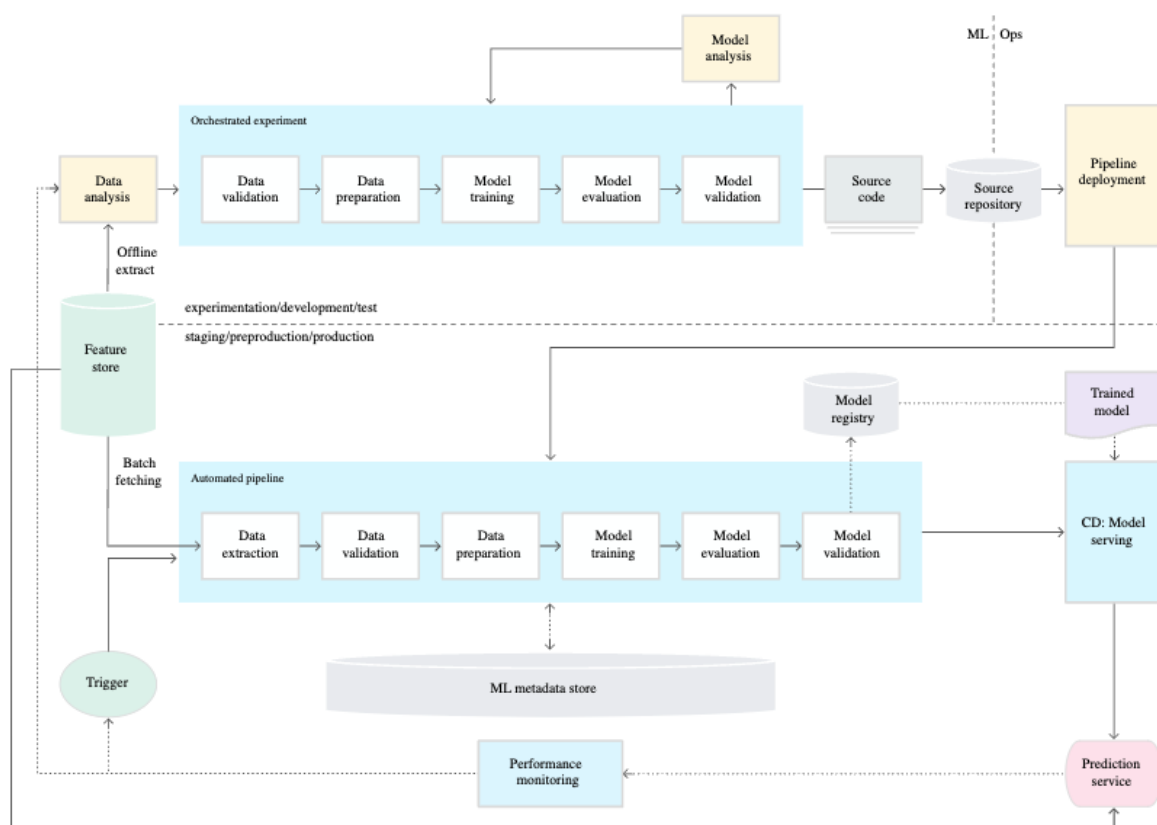 Model
analysis
ML
Ops
Orchestrated experiment
Data
analysis
Data
validation
Data
preparation
Model
training
Model
evaluation
Model
validation
Source
code
Source
repository
Pipeline
deployment
Offline
extract
experimentation/development/test
staging/preproduction/production
Feature
store
Model
registry
Trained
model
Batch
fetching
Automated pipeline
Data
extraction
Data
validation
Data
preparation
Model
training
Model
evaluation
Model
validation
CD: Model
serving
Trigger
ML metadata store
Performance
monitoring
Prediction
service